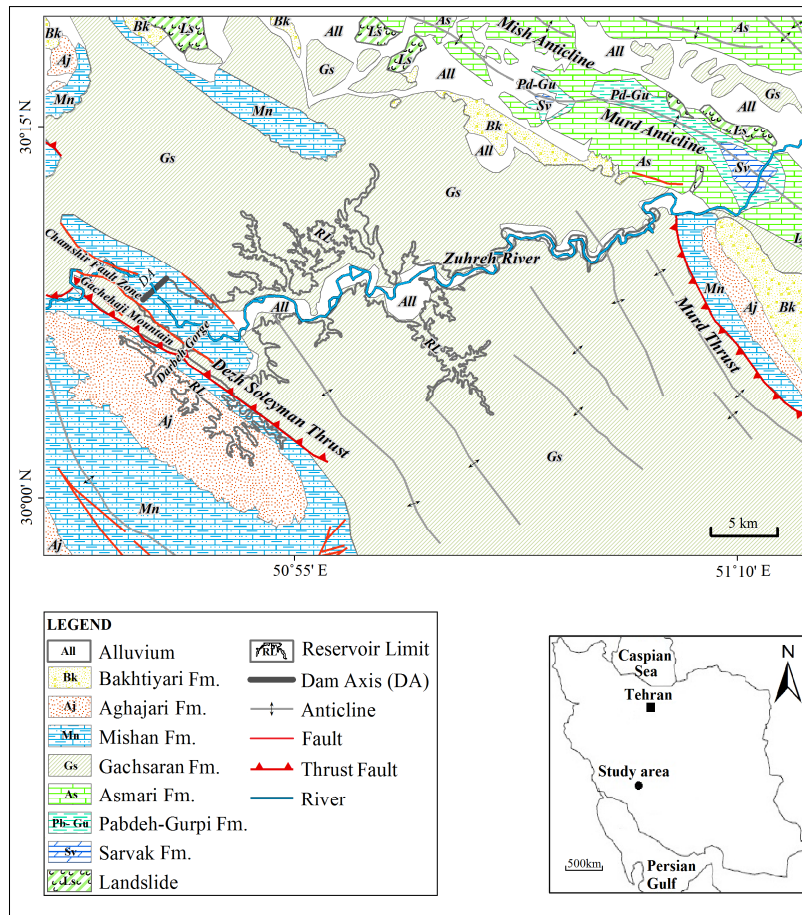 Bk
Ls
Bk
All
Ls
As
As
Mish Anticline
All
Bk
Aj
Gs
Ls
All
Gs
Mn
Mn
Pd-Gu
Sv
Pd-Gu
All
Ls
Murd Anticline
Bk
All
As
Sv
30°15' N
Gs
Gs
L
RL
Zuhreh River
Chamshir Fault Zone
DA
Gachehaji Mountain
Darbeh Gorge
All
All
RL
Mn
Aj
Bk
Murd Thrust
Dezh Soleyman Thrust
RL
Aj
Gs
30°00' N
Mn
Aj
5 km
50°55' E
51°10' E
LEGEND
All Alluvium
Bk Bakhtiyari Fm.
Aj Aghajari Fm.
Mn Mishan Fm.
Gs Gachsaran Fm.
As Asmari Fm.
Pb- Gu Pabdeh-Gurpi Fm.
Sv Sarvak Fm.
Ls Landslide
RL Reservoir Limit
Dam Axis (DA)
Anticline
Fault
Thrust Fault
River
Caspian
Sea
N
Tehran
Study area
500km
Persian
Gulf